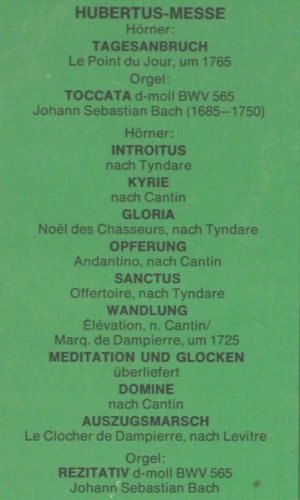 HUBERTUS-MESSE
Hörner:
TAGESANBRUCH
Le Point du Jour, um 1765
Orgel:
TOCCATA d-moll BWV 565
Johann Sebastian Bach (1685—1750)
Hörner:
INTROITUS
nach Tyndare
KYRIE
nach Cantin
GLORIA
Noël des Chasseurs, nach Tyndare
OPFERUNG
Andantino, nach Cantin
SANCTUS
Offertoire, nach Tyndare
WANDLUNG
Élévation, n. Cantin/
Marq. de Dampierre, um 1725
MEDITATION UND GLOCKEN
überliefert
DOMINE
nach Cantin
AUSZUGSMARSCH
Le Clocher de Dampierre, nach Levitre
Orgel:
REZITATIV d-moll BWV 565
Johann Sebastian Bach